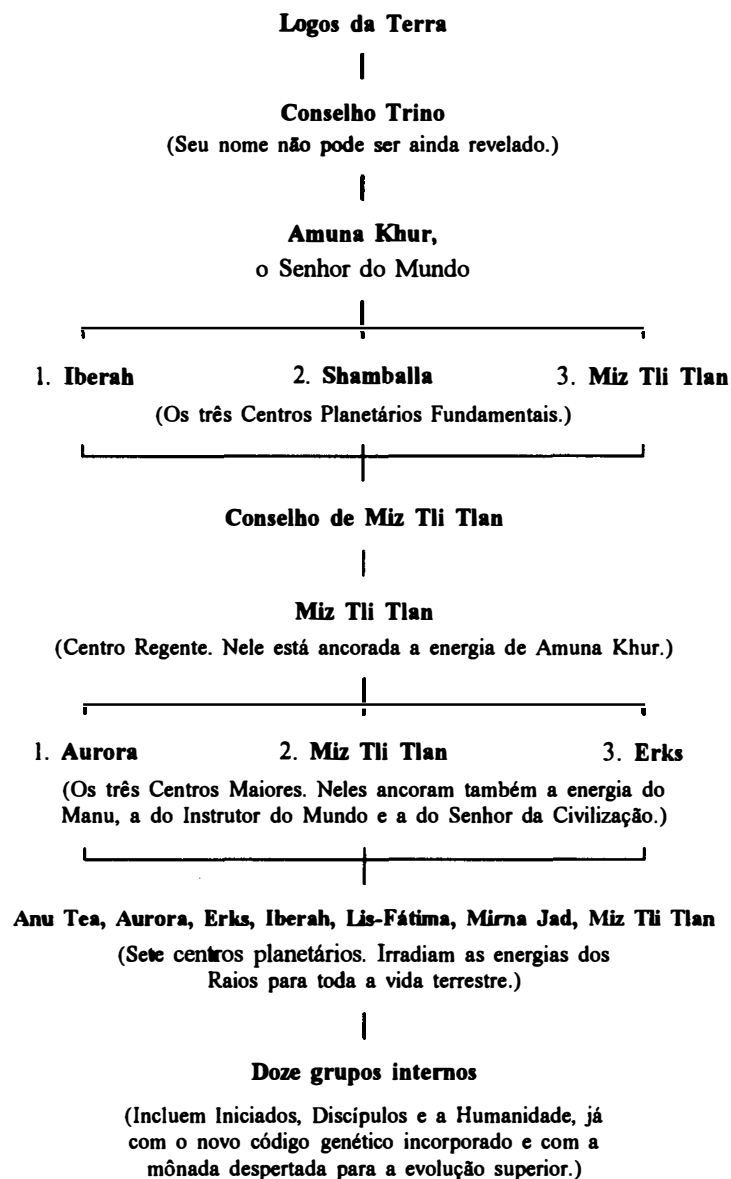 Logos da Terra
Conselho Trino
(Seu nome não pode ser ainda revelado.)
Amuna Khur,
o Senhor do Mundo
1. Iberah 2. Shamballa 3. Miz Tli Tlan
(Os três Centros Planetários Fundamentais.)
Conselho de Miz Tli Tlan
Miz Tli Tlan
(Centro Regente. Nele está ancorada a energia de Amuna Khur.)
1. Aurora 2. Miz Tli Tlan 3. Erks
(Os três Centros Maiores. Neles ancoram também a energia do
Manu, a do Instrutor do Mundo e a do Senhor da Civilização.)
Anu Tea, Aurora, Erks, Iberah, Lis-Fátima, Mirna Jad, Miz Tli Tlan
(Sete centros planetários. Irradiam as energias dos
Raios para toda a vida terrestre.)
Doze grupos internos
(Incluem Iniciados, Discípulos e a Humanidade, já
com o novo código genético incorporado e com a
mônada despertada para a evolução superior.)